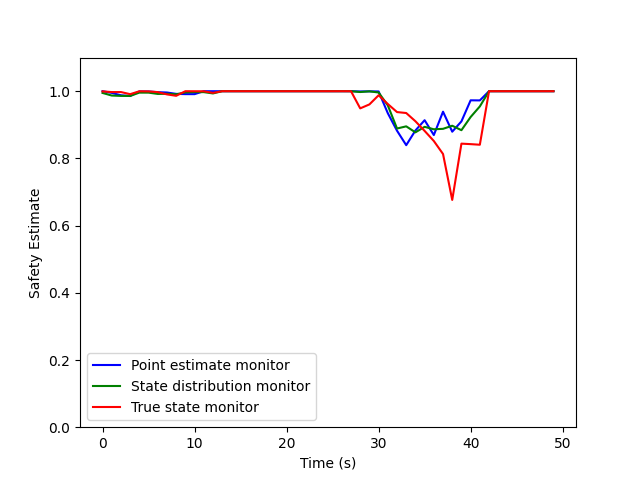 1.0
0.8
0.6
0.4
0.2
0.0
Safety Estimate
Point estimate monitor
State distribution monitor
True state monitor
0 10 20 30 40 50
Time (s)